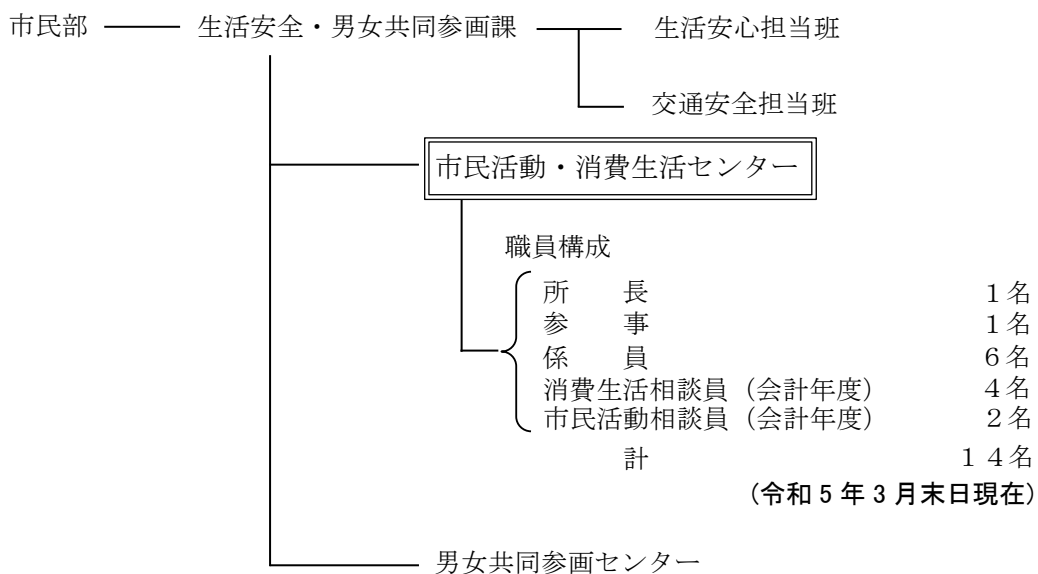 市民部 生活安全・男女共同参画課 生活安心担当班
交通安全担当班
市民活動・消費生活センター
職員構成
所　　長 １名
参　　事 １名
係　　員 ６名
消費生活相談員（会計年度） ４名
市民活動相談員（会計年度） ２名
計 １４名
（令和５年３月末日現在）
男女共同参画センター